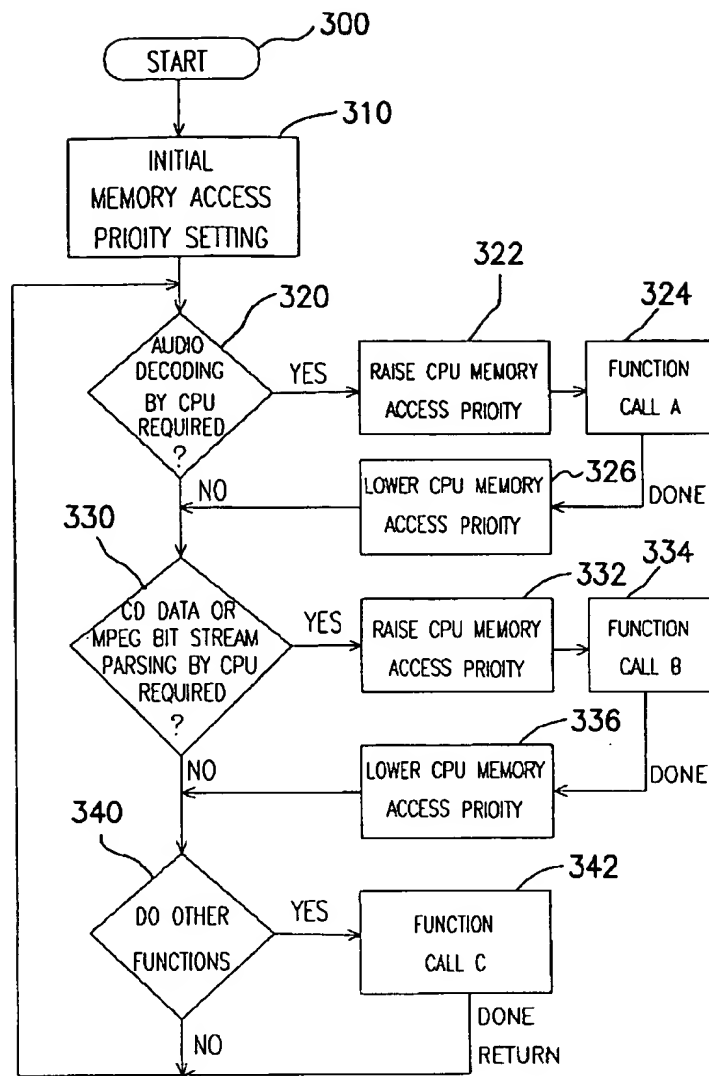 300
START
310
INITIAL
MEMORY ACCESS
PRIOITY SETTING
320
AUDIO
DECODING
BY CPU
REQUIRED
?
YES
322
RAISE CPU MEMORY
ACCESS PRIOITY
324
FUNCTION
CALL A
DONE
326
LOWER CPU MEMORY
ACCESS PRIOITY
NO
330
CD DATA OR
MPEG BIT STREAM
PARSING BY CPU
REQUIRED
?
YES
332
RAISE CPU MEMORY
ACCESS PRIOITY
334
FUNCTION
CALL B
DONE
336
LOWER CPU MEMORY
ACCESS PRIOITY
NO
340
DO OTHER
FUNCTIONS
YES
342
FUNCTION
CALL C
DONE
RETURN
NO